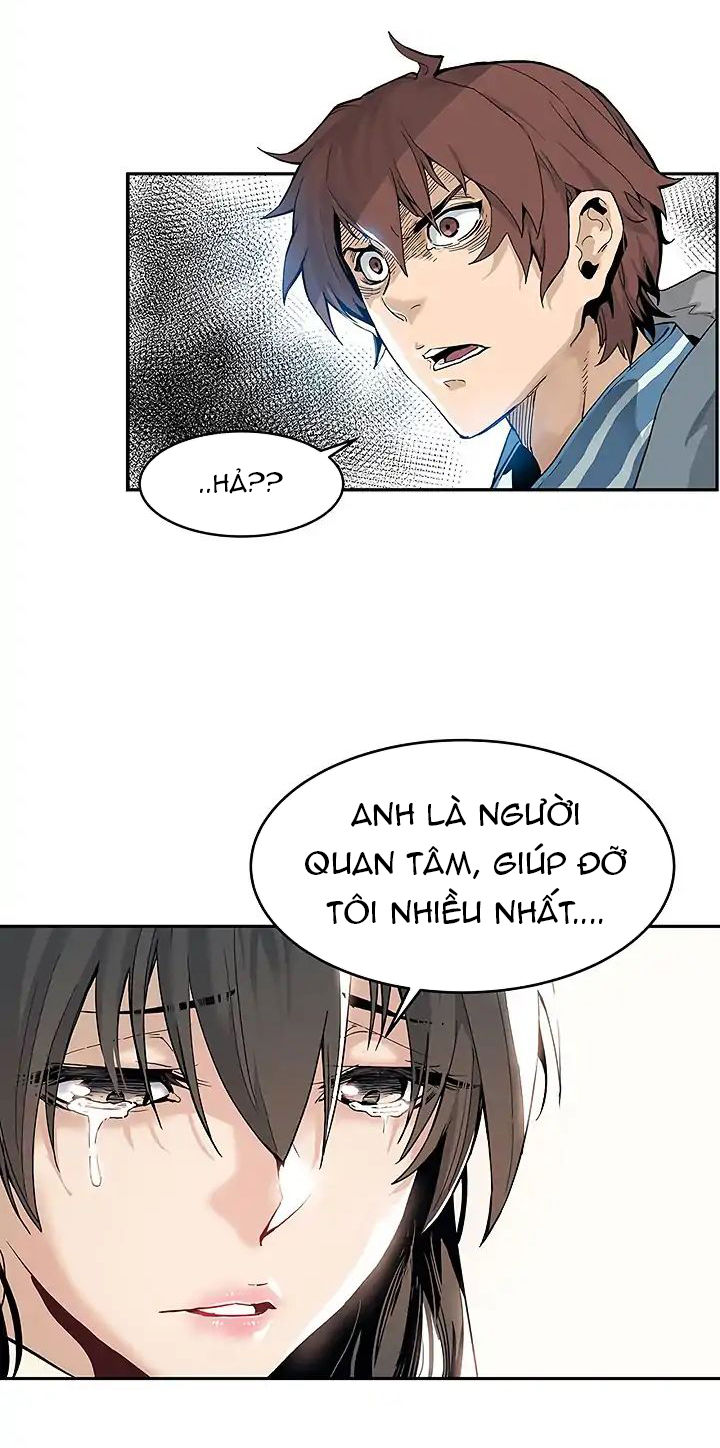 ..HẢ??
ANH LÀ NGƯỜI
QUAN TÂM, GIÚP ĐỠ
TÔI NHIỀU NHẤT....